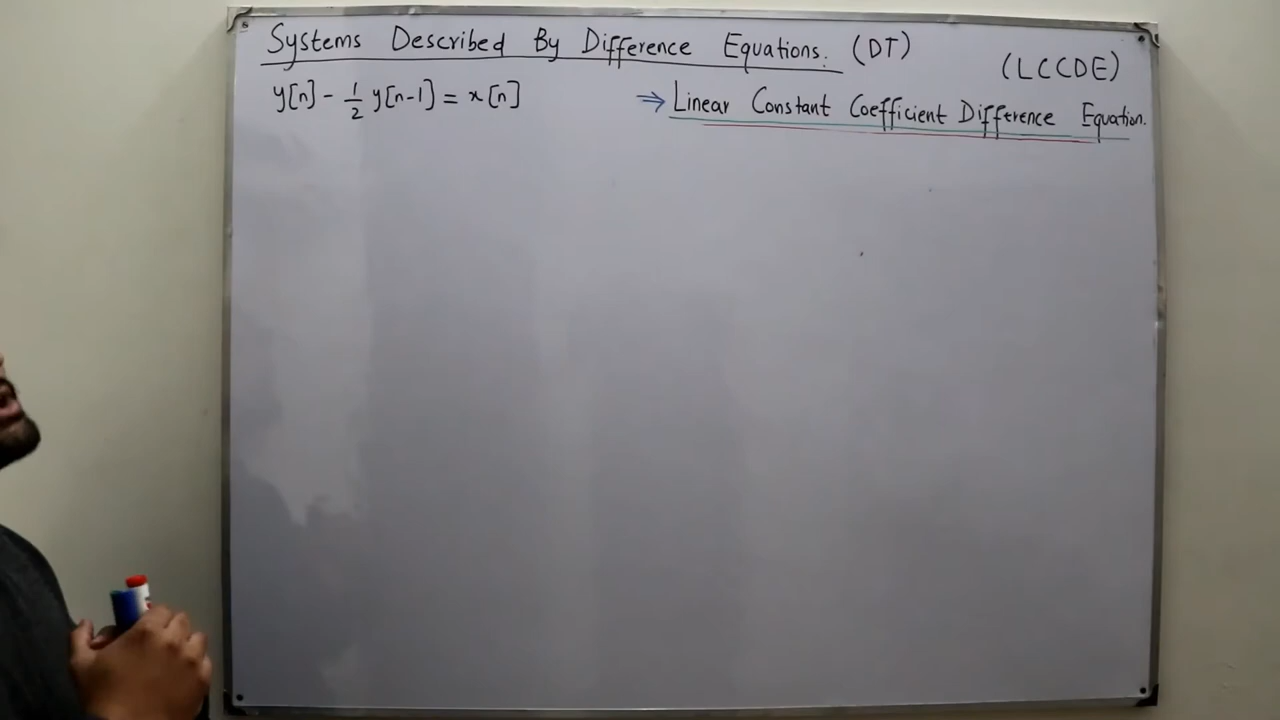 Systems Described By Difference Equations. (DT)
(LCCDE)
y[n] - 1/2 y[n-1] = x[n]
⇒ Linear Constant Coefficient Difference Equation.